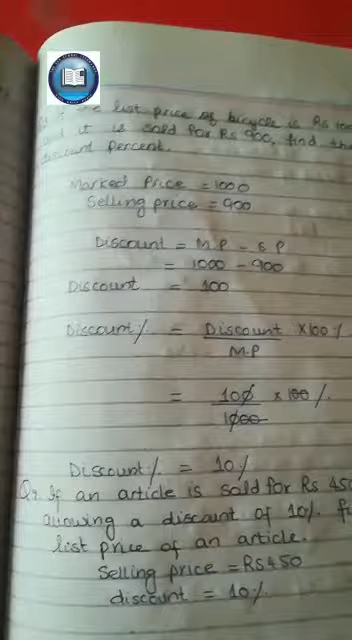 the list price of bicycle is Rs 100
it is sold for Rs 900, find the
discount percent.
Marked Price = 1000
Selling price = 900
Discount = M.P - S P
= 1000 - 900
Discount = 100
Discount % = Discount × 100 %
M.P
= 100 × 100 %
1000
Discount % = 10%
Q. If an article is sold for Rs 450
allowing a discount of 10%. fi
list price of an article.
Selling price = RS 450
discount = 10%